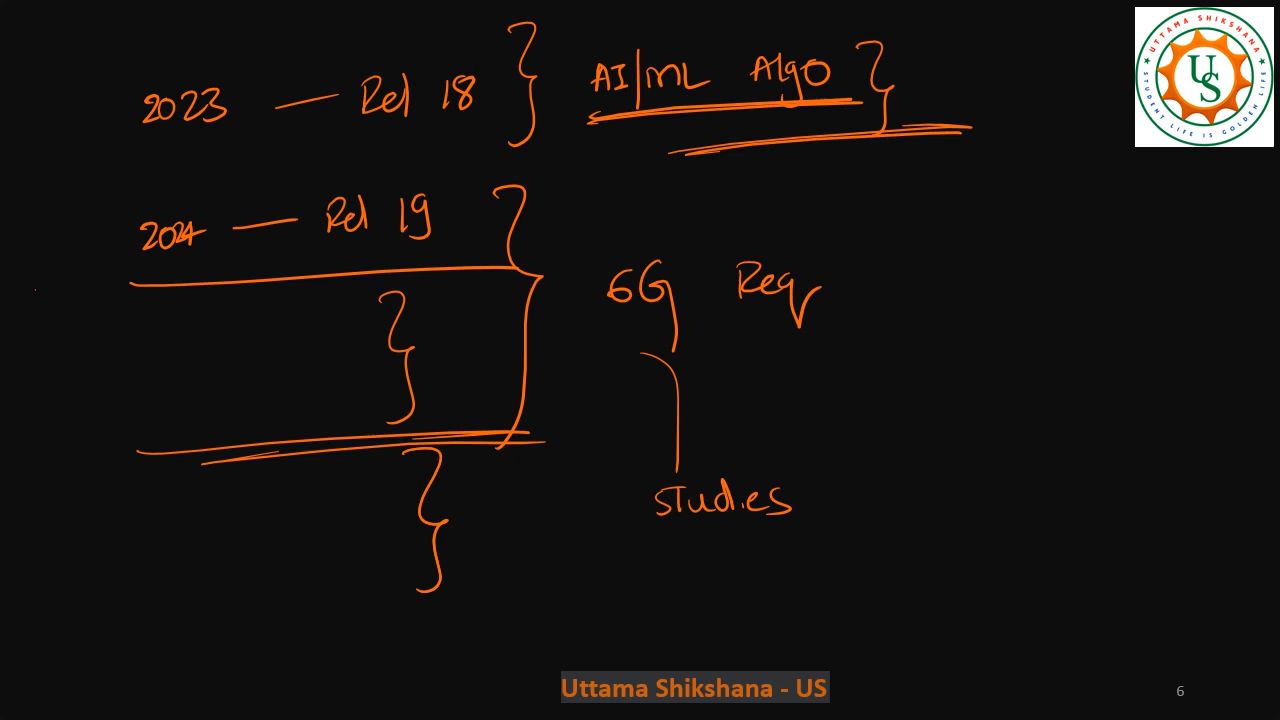 2023 — Rel 18 } AI/ML Algo }
2024 — Rel 19 }
6G Req
studies
UTTAMA SHIKSHANA
US
STUDENT LIFE IS GOLDEN LIFE
Uttama Shikshana - US
6